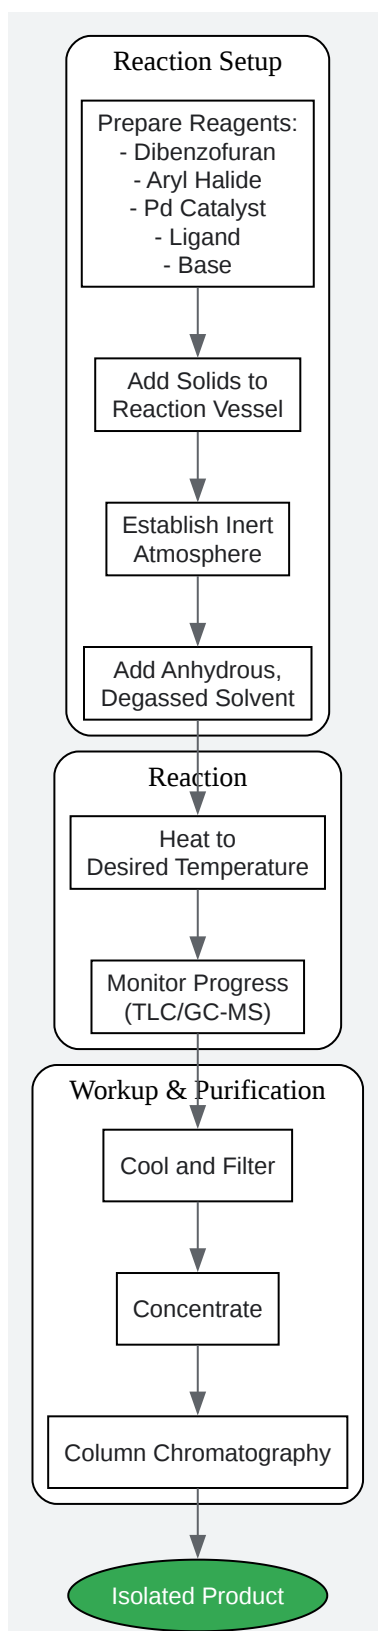 Reaction Setup
Prepare Reagents:
- Dibenzofuran
- Aryl Halide
- Pd Catalyst
- Ligand
- Base
Add Solids to
Reaction Vessel
Establish Inert
Atmosphere
Add Anhydrous,
Degassed Solvent
Reaction
Heat to
Desired Temperature
Monitor Progress
(TLC/GC-MS)
Workup & Purification
Cool and Filter
Concentrate
Column Chromatography
Isolated Product